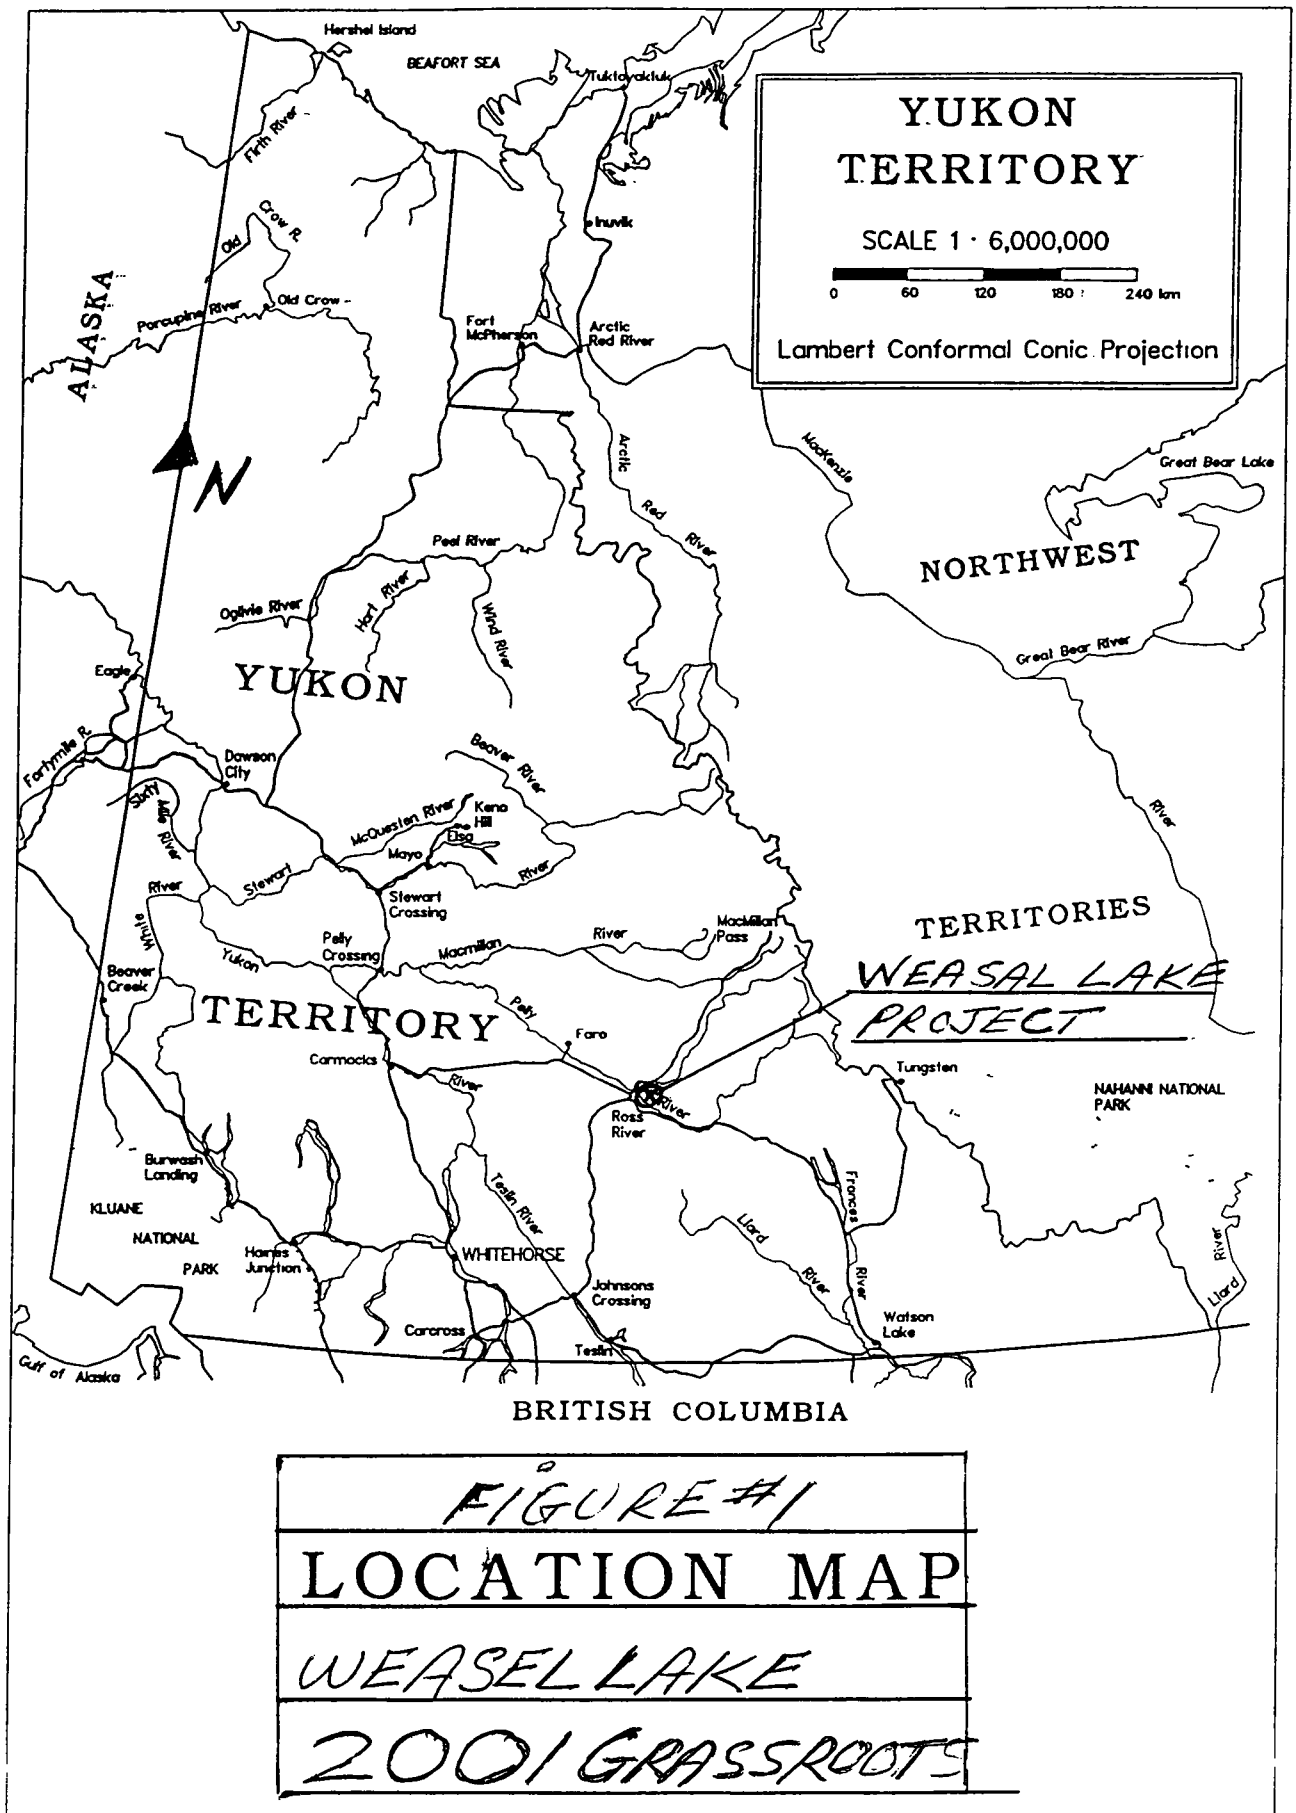 Hershel Island
BEAFORT SEA
Tuktoyaktuk
YUKON
TERRITORY
SCALE 1 · 6,000,000
0 60 120 180 240 km
Lambert Conformal Conic Projection
Firth River
Old Crow R.
Inuvik
ALASKA
Porcupine River
Old Crow
Fort
McPherson
Arctic
Red River
N
MacKenzie
Great Bear Lake
Arctic Red River
Peel River
NORTHWEST
Ogilvie River
Hart River
Wind River
Great Bear River
Eagle
YUKON
Fortymile R.
Dawson
City
Beaver River
Sixty Mile River
McQuesten River
Keno
Hill
Elsa
Mayo
River
River
Stewart
River
Stewart
Crossing
White
TERRITORIES
MacMillan
Pass
Pelly
Crossing
Macmillan
River
Yukon
Beaver
Creek
WEASAL LAKE
PROJECT
TERRITORY
Pelly
Faro
Carmacks
River
Tungsten
River
Ross
River
NAHANNI NATIONAL
PARK
Burwash
Landing
Teslin River
Frances
River
KLUANE
NATIONAL
PARK
Haines
Junction
WHITEHORSE
Liard
River
River
Liard
Johnsons
Crossing
Carcross
Teslin
Watson
Lake
Gulf of Alaska
BRITISH COLUMBIA
FIGURE #1
LOCATION MAP
WEASEL LAKE
2001 GRASSROOTS